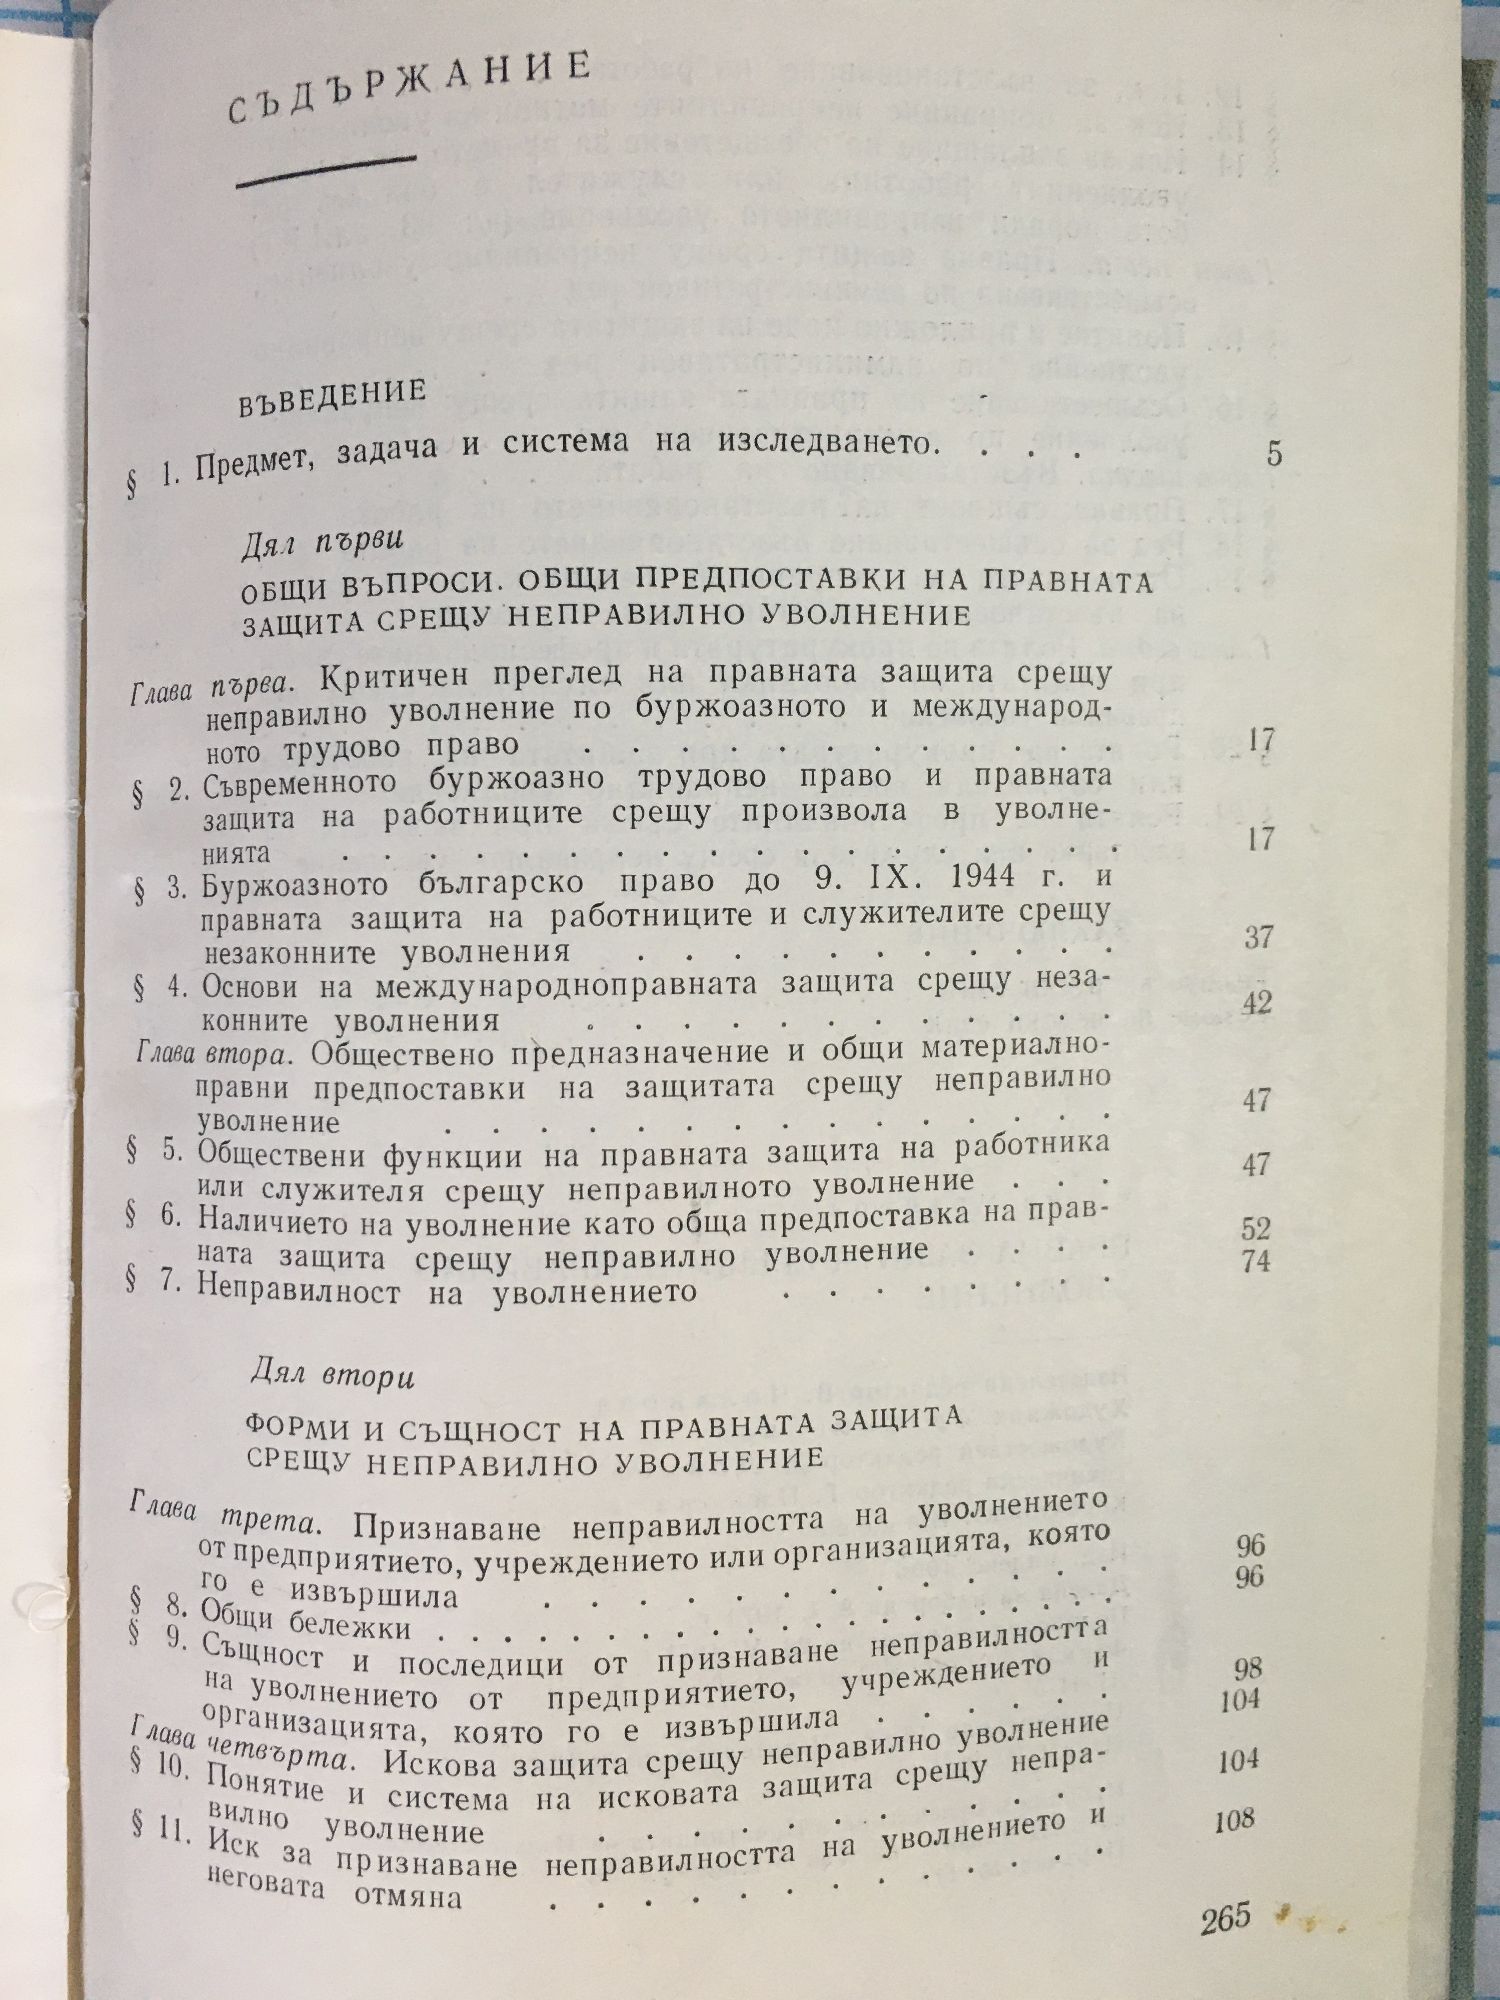 СЪДЪРЖАНИЕ
ВЪВЕДЕНИЕ
§ 1. Предмет, задача и система на изследването. . . . 5
Дял първи
ОБЩИ ВЪПРОСИ. ОБЩИ ПРЕДПОСТАВКИ НА ПРАВНАТА
ЗАЩИТА СРЕЩУ НЕПРАВИЛНО УВОЛНЕНИЕ
Глава първа. Критичен преглед на правната защита срещу
неправилно уволнение по буржоазното и международ-
ното трудово право . . . . . . . . . . . . 17
§ 2. Съвременното буржоазно трудово право и правната
защита на работниците срещу произвола в уволне-
нията . . . . . . . . . . . . . . . . . 17
§ 3. Буржоазното българско право до 9. IX. 1944 г. и
правната защита на работниците и служителите срещу
незаконните уволнения . . . . . . . . . . 37
§ 4. Основи на международноправната защита срещу неза-
конните уволнения . . . . . . . . . . . . 42
Глава втора. Обществено предназначение и общи материално-
правни предпоставки на защитата срещу неправилно
уволнение . . . . . . . . . . . . . . . 47
§ 5. Обществени функции на правната защита на работника
или служителя срещу неправилното уволнение . . . 47
§ 6. Наличието на уволнение като обща предпоставка на прав-
ната защита срещу неправилно уволнение . . . . 52
§ 7. Неправилност на уволнението . . . . . . . . 74
Дял втори
ФОРМИ И СЪЩНОСТ НА ПРАВНАТА ЗАЩИТА
СРЕЩУ НЕПРАВИЛНО УВОЛНЕНИЕ
Глава трета. Признаване неправилността на уволнението
от предприятието, учреждението или организацията, която
го е извършила . . . . . . . . . . . . . 96
§ 8. Общи бележки . . . . . . . . . . . . . . . 96
§ 9. Същност и последици от признаване неправилността
на уволнението от предприятието, учреждението и
организацията, която го е извършила . . . . . . 98
Глава четвърта. Искова защита срещу неправилно уволнение 104
§ 10. Понятие и система на исковата защита срещу непра-
вилно уволнение . . . . . . . . . . . . 104
§ 11. Иск за признаване неправилността на уволнението и
неговата отмяна . . . . . . . . . . . . 108
265